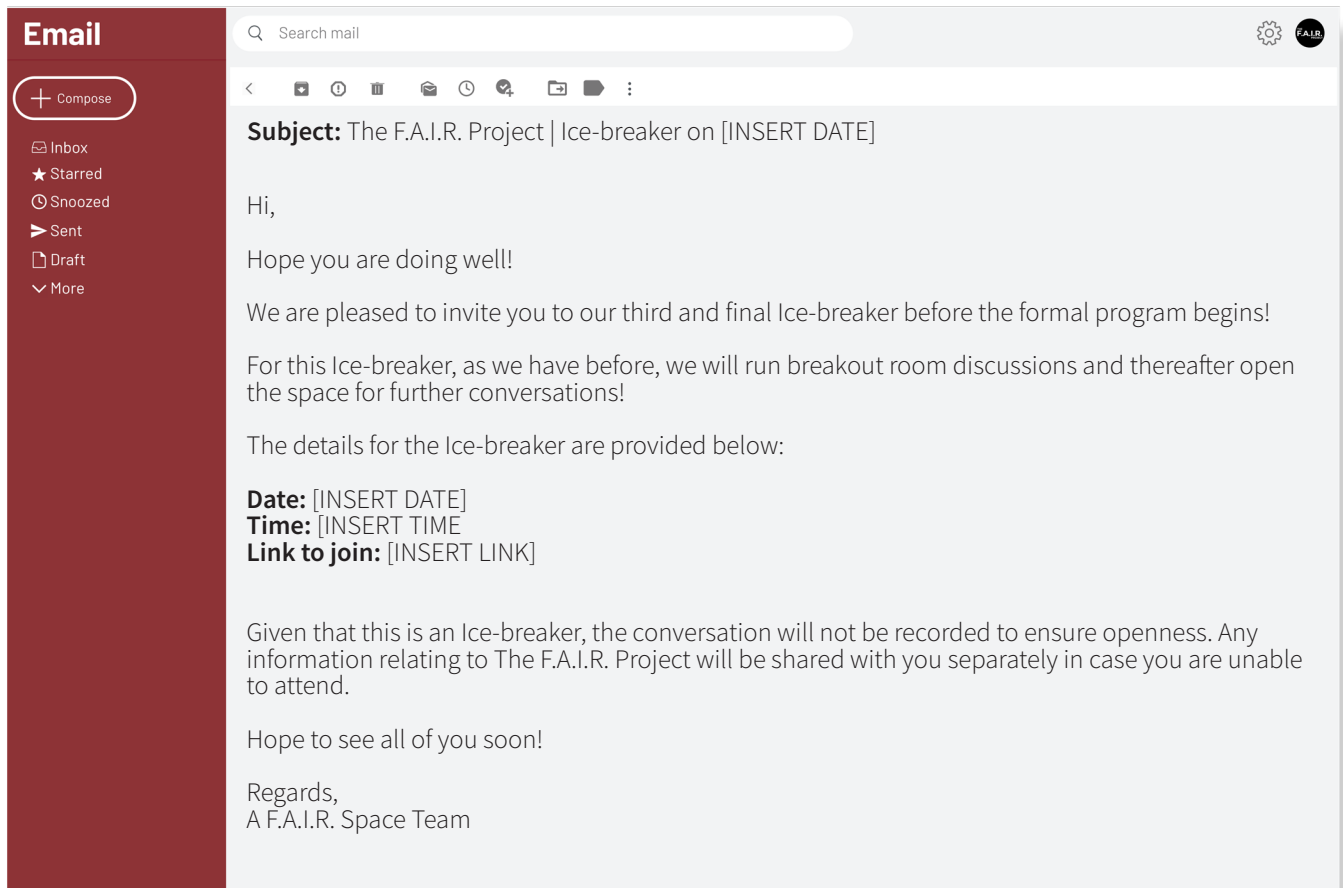 Email
Search mail
F.A.I.R.
Compose
Inbox
Starred
Snoozed
Sent
Draft
More
Subject: The F.A.I.R. Project | Ice-breaker on [INSERT DATE]
Hi,
Hope you are doing well!
We are pleased to invite you to our third and final Ice-breaker before the formal program begins!
For this Ice-breaker, as we have before, we will run breakout room discussions and thereafter open
the space for further conversations!
The details for the Ice-breaker are provided below:
Date: [INSERT DATE]
Time: [INSERT TIME
Link to join: [INSERT LINK]
Given that this is an Ice-breaker, the conversation will not be recorded to ensure openness. Any
information relating to The F.A.I.R. Project will be shared with you separately in case you are unable
to attend.
Hope to see all of you soon!
Regards,
A F.A.I.R. Space Team